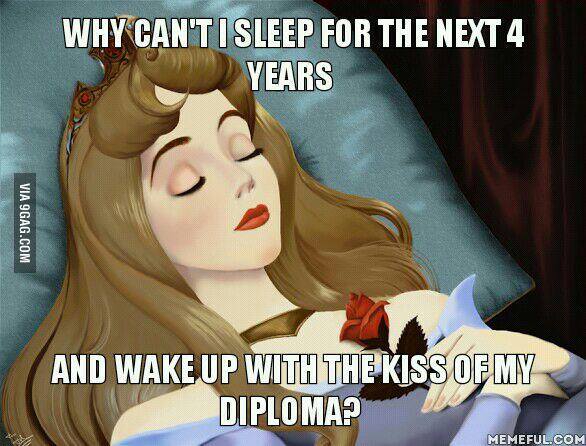 WHY CAN'T I SLEEP FOR THE NEXT 4
YEARS
VIA 9GAG.COM
AND WAKE UP WITH THE KISS OF MY
DIPLOMA?
MEMEFUL.COM